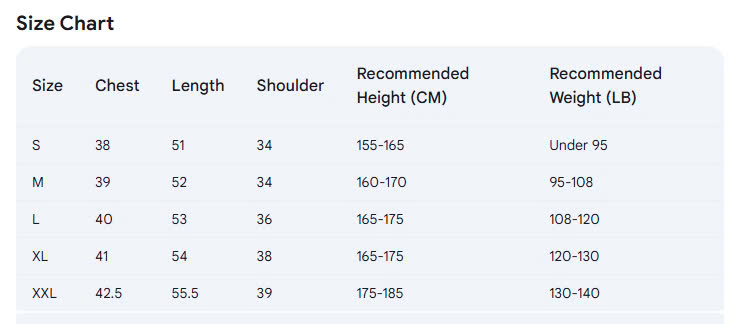 Size Chart
Size Chest Length Shoulder Recommended Height (CM) Recommended Weight (LB)
S 38 51 34 155-165 Under 95
M 39 52 34 160-170 95-108
L 40 53 36 165-175 108-120
XL 41 54 38 165-175 120-130
XXL 42.5 55.5 39 175-185 130-140